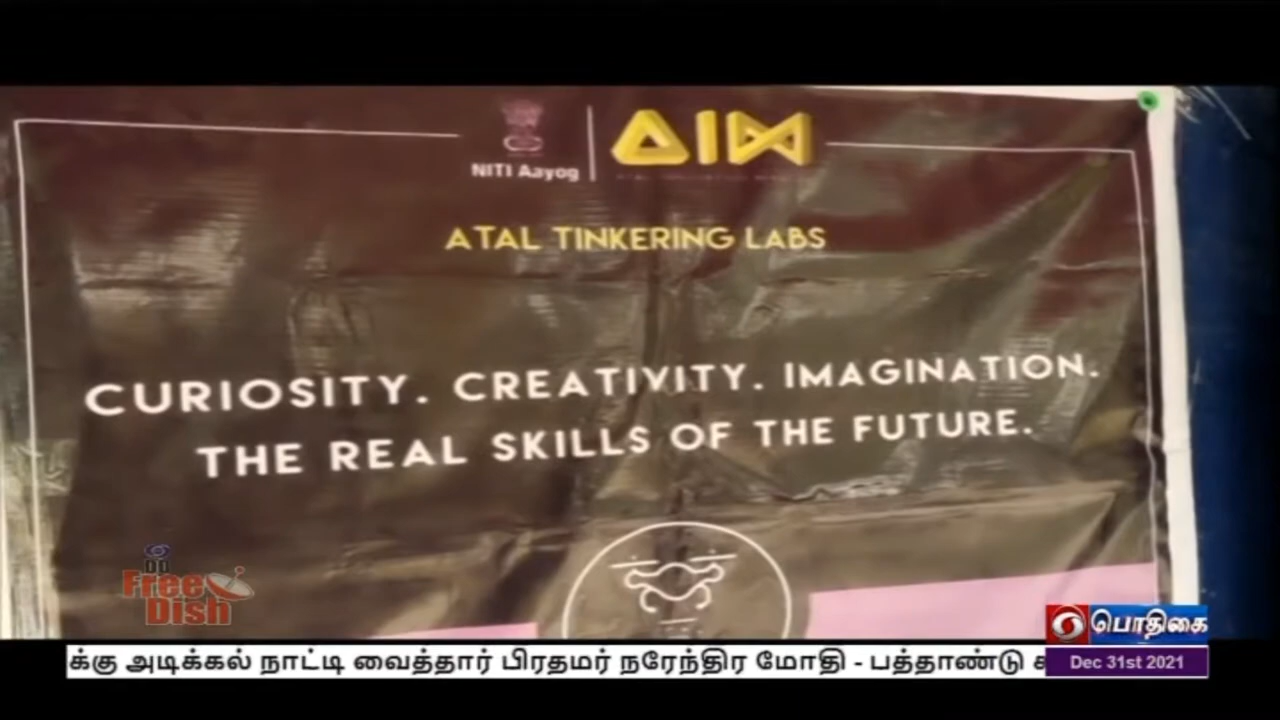 NITI Aayog
AIM
ATAL TINKERING LABS
CURIOSITY. CREATIVITY. IMAGINATION.
THE REAL SKILLS OF THE FUTURE.
DD
Free
Dish
பொதிகை
க்கு அடிக்கல் நாட்டி வைத்தார் பிரதமர் நரேந்திர மோதி - பத்தாண்டு
Dec 31st 2021